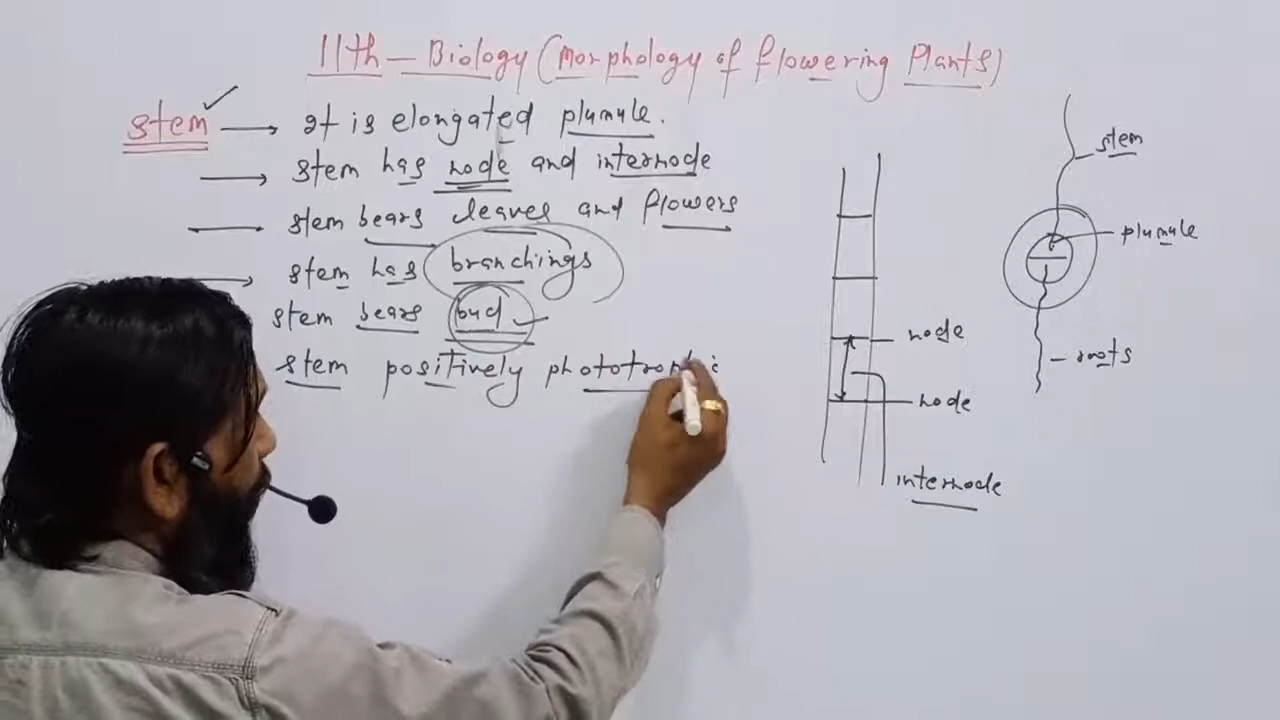 11th - Biology (Morphology of flowering Plants)
stem → It is elongated plumule.
→ stem has node and internode
→ stem bears leaves and flowers
→ stem has branchings
stem bears bud
stem positively
stem
plumule
roots
node
node
internode